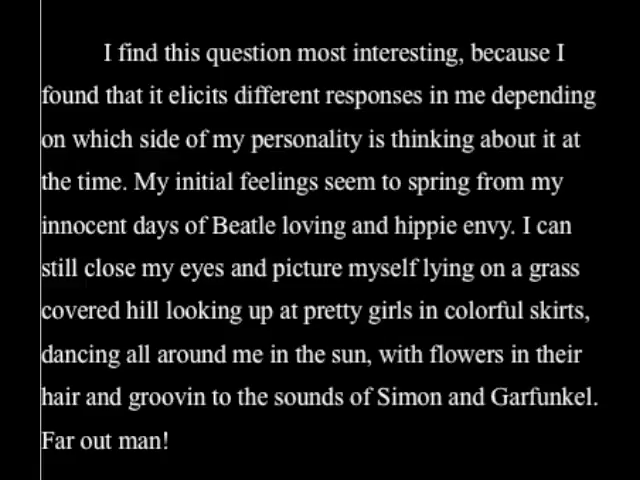 I find this question most interesting, because I
found that it elicits different responses in me depending
on which side of my personality is thinking about it at
the time. My initial feelings seem to spring from my
innocent days of Beatle loving and hippie envy. I can
still close my eyes and picture myself lying on a grass
covered hill looking up at pretty girls in colorful skirts,
dancing all around me in the sun, with flowers in their
hair and groovin to the sounds of Simon and Garfunkel.
Far out man!